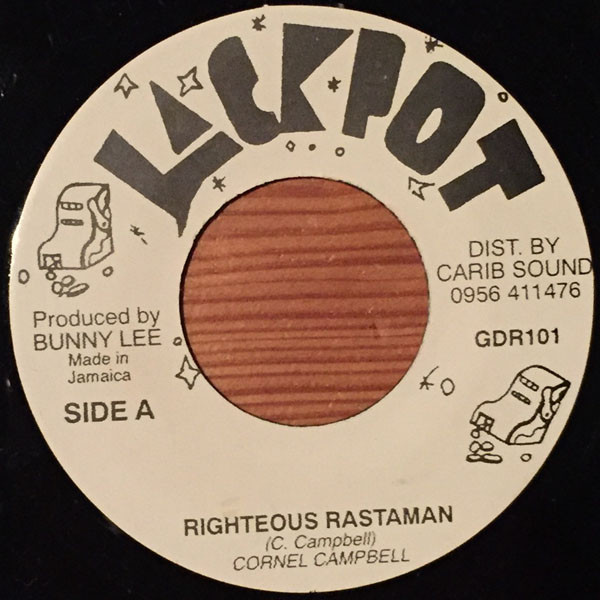 JACKPOT
DIST. BY
CARIB SOUND
0956 411476
GDR101
Produced by
BUNNY LEE
Made in
Jamaica
SIDE A
RIGHTEOUS RASTAMAN
(C. Campbell)
CORNEL CAMPBELL